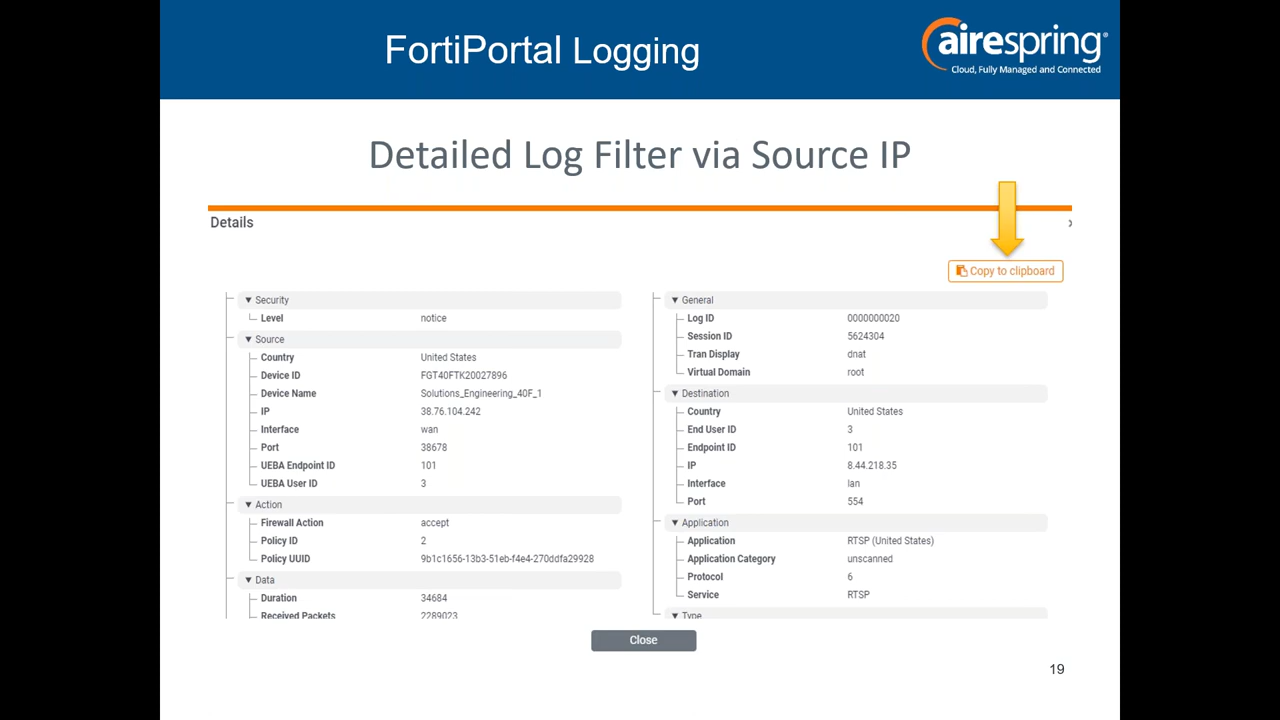 FortiPortal Logging
airespring®
Cloud, Fully Managed and Connected
Detailed Log Filter via Source IP
Details
Copy to clipboard
Security
Level notice
Source
Country United States
Device ID FGT40FTK20027896
Device Name Solutions_Engineering_40F_1
IP 38.76.104.242
Interface wan
Port 38678
UEBA Endpoint ID 101
UEBA User ID 3
Action
Firewall Action accept
Policy ID 2
Policy UUID 9b1c1656-13b3-51eb-f4e4-270ddfa29928
Data
Duration 34684
Received Packets 2289023
General
Log ID 0000000020
Session ID 5624304
Tran Display dnat
Virtual Domain root
Destination
Country United States
End User ID 3
Endpoint ID 101
IP 8.44.218.35
Interface lan
Port 554
Application
Application RTSP (United States)
Application Category unscanned
Protocol 6
Service RTSP
Type
Close
19